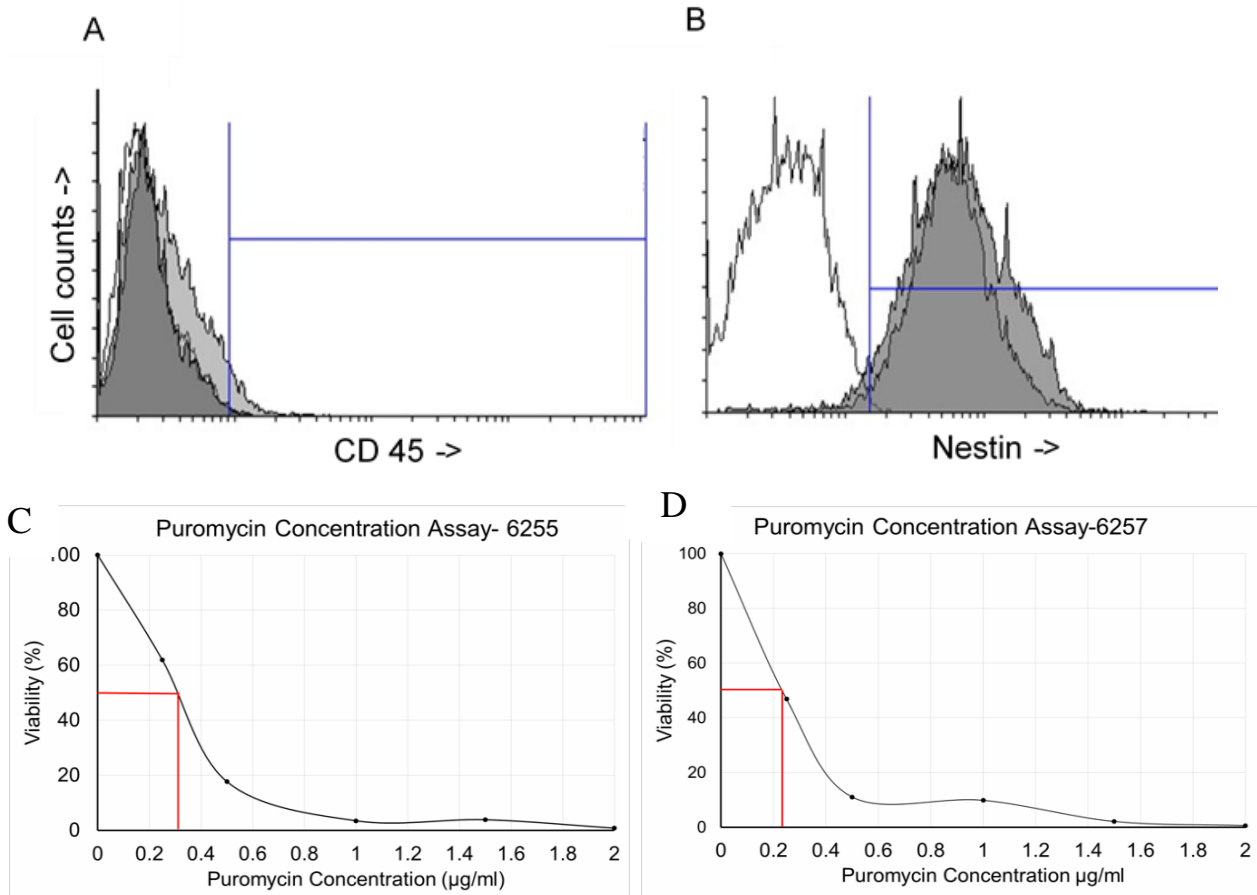 A
Cell counts ->
CD 45 ->
B
Nestin ->
C
Puromycin Concentration Assay- 6255
Viability (%)
.00
80
60
40
20
0
0 0.2 0.4 0.6 0.8 1 1.2 1.4 1.6 1.8 2
Puromycin Concentration (µg/ml)
D
Puromycin Concentration Assay-6257
Viability (%)
100
80
60
40
20
0
0 0.2 0.4 0.6 0.8 1 1.2 1.4 1.6 1.8 2
Puromycin Concentration µg/ml